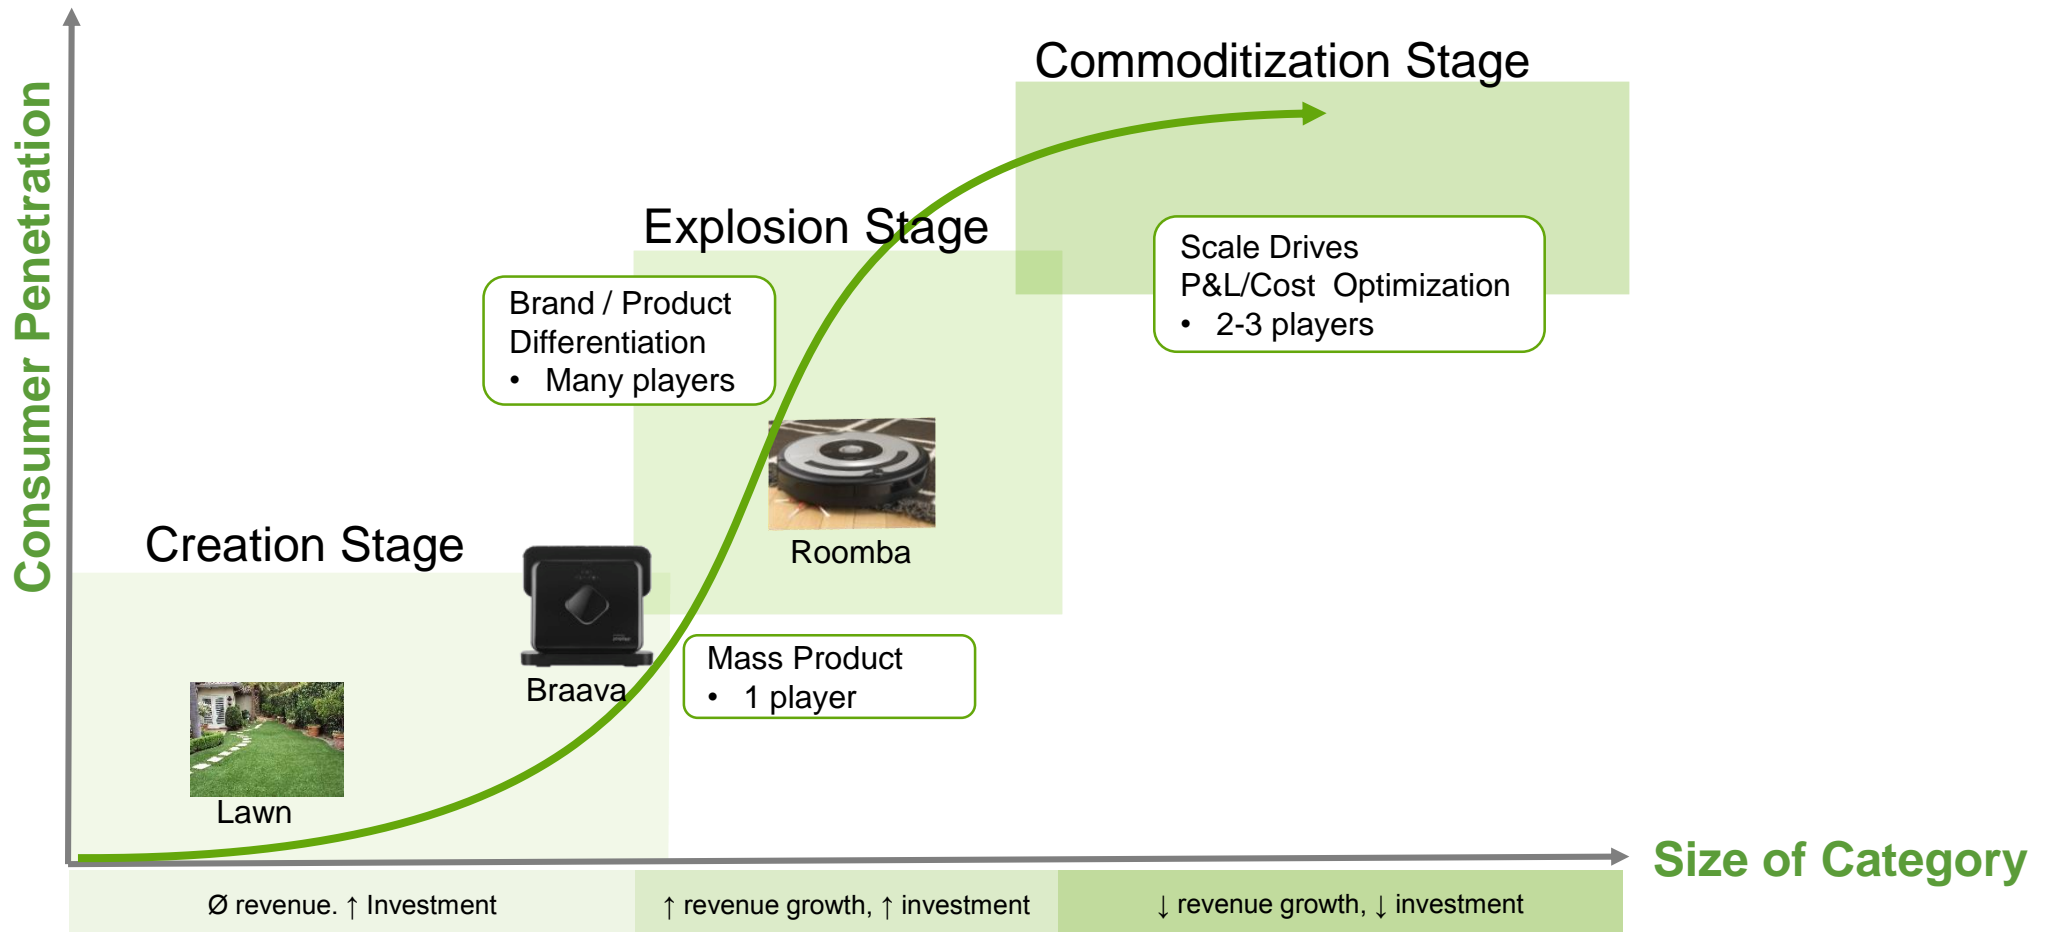 Commoditization Stage
Consumer Penetration
Explosion Stage
Scale Drives
P&L/Cost Optimization
• 2-3 players
Brand / Product
Differentiation
• Many players
Roomba
Creation Stage
Mass Product
• 1 player
Braava
Lawn
Size of Category
Ø revenue. ↑ Investment
↑ revenue growth, ↑ investment
↓ revenue growth, ↓ investment